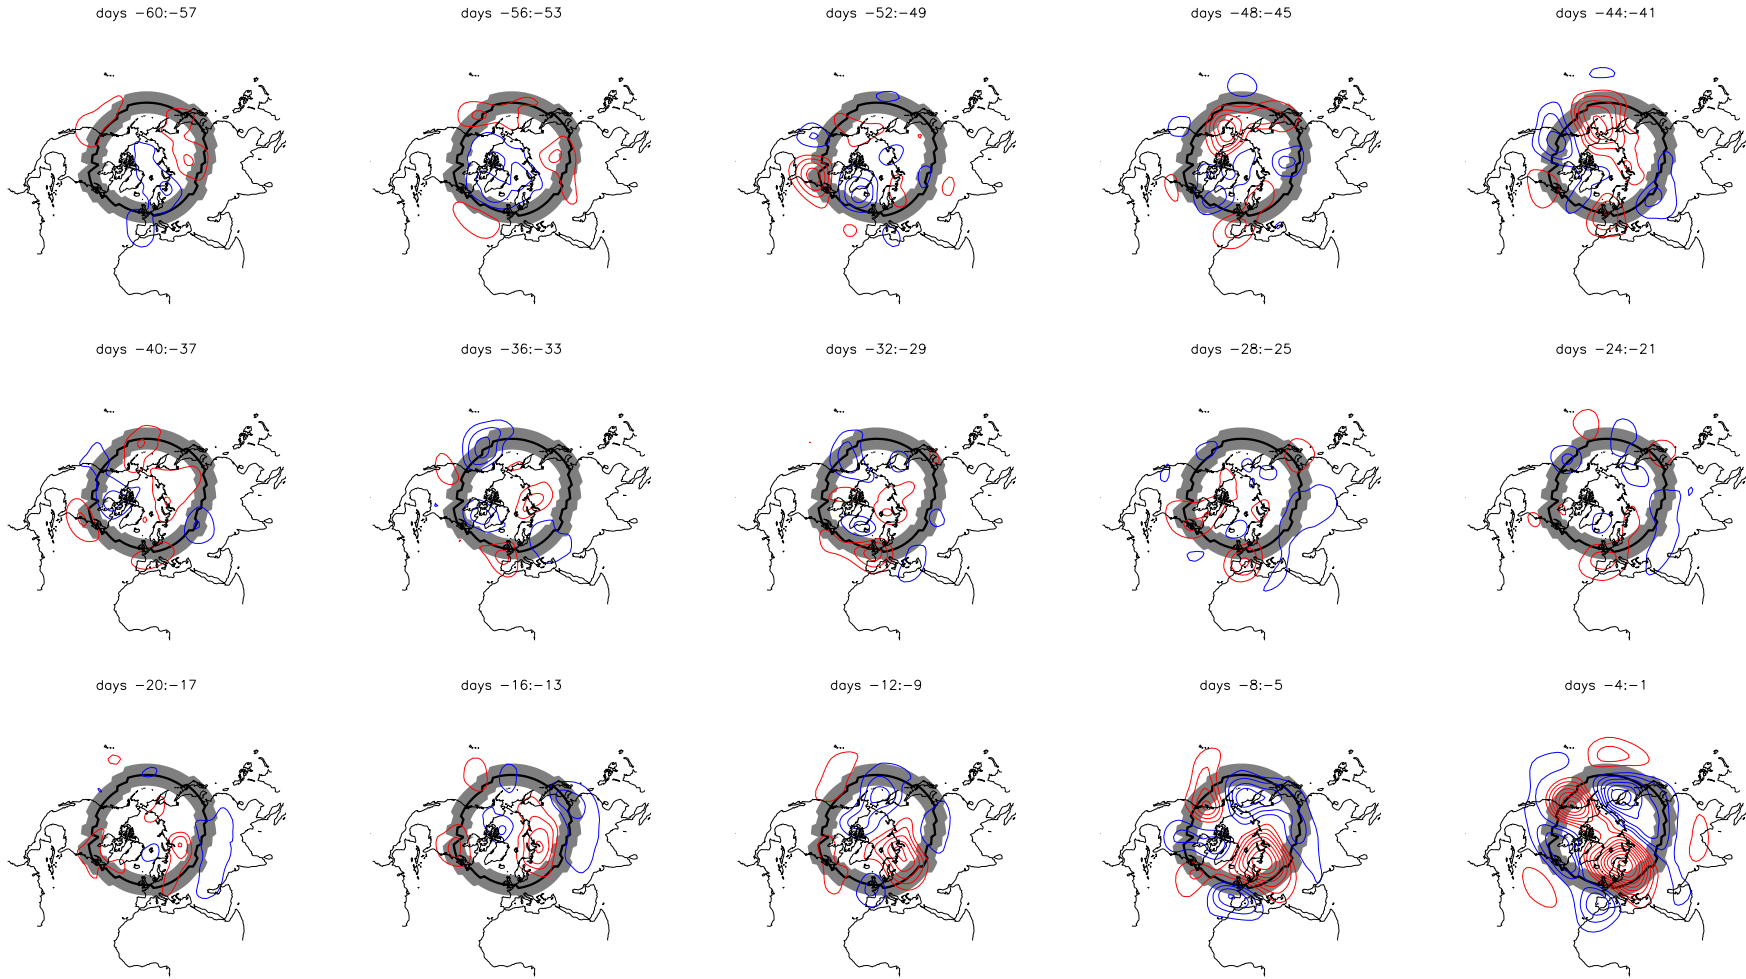 days −60:−57
days −56:−53
days −52:−49
days −48:−45
days −44:−41
days −40:−37
days −36:−33
days −32:−29
days −28:−25
days −24:−21
days −20:−17
days −16:−13
days −12:−9
days −8:−5
days −4:−1